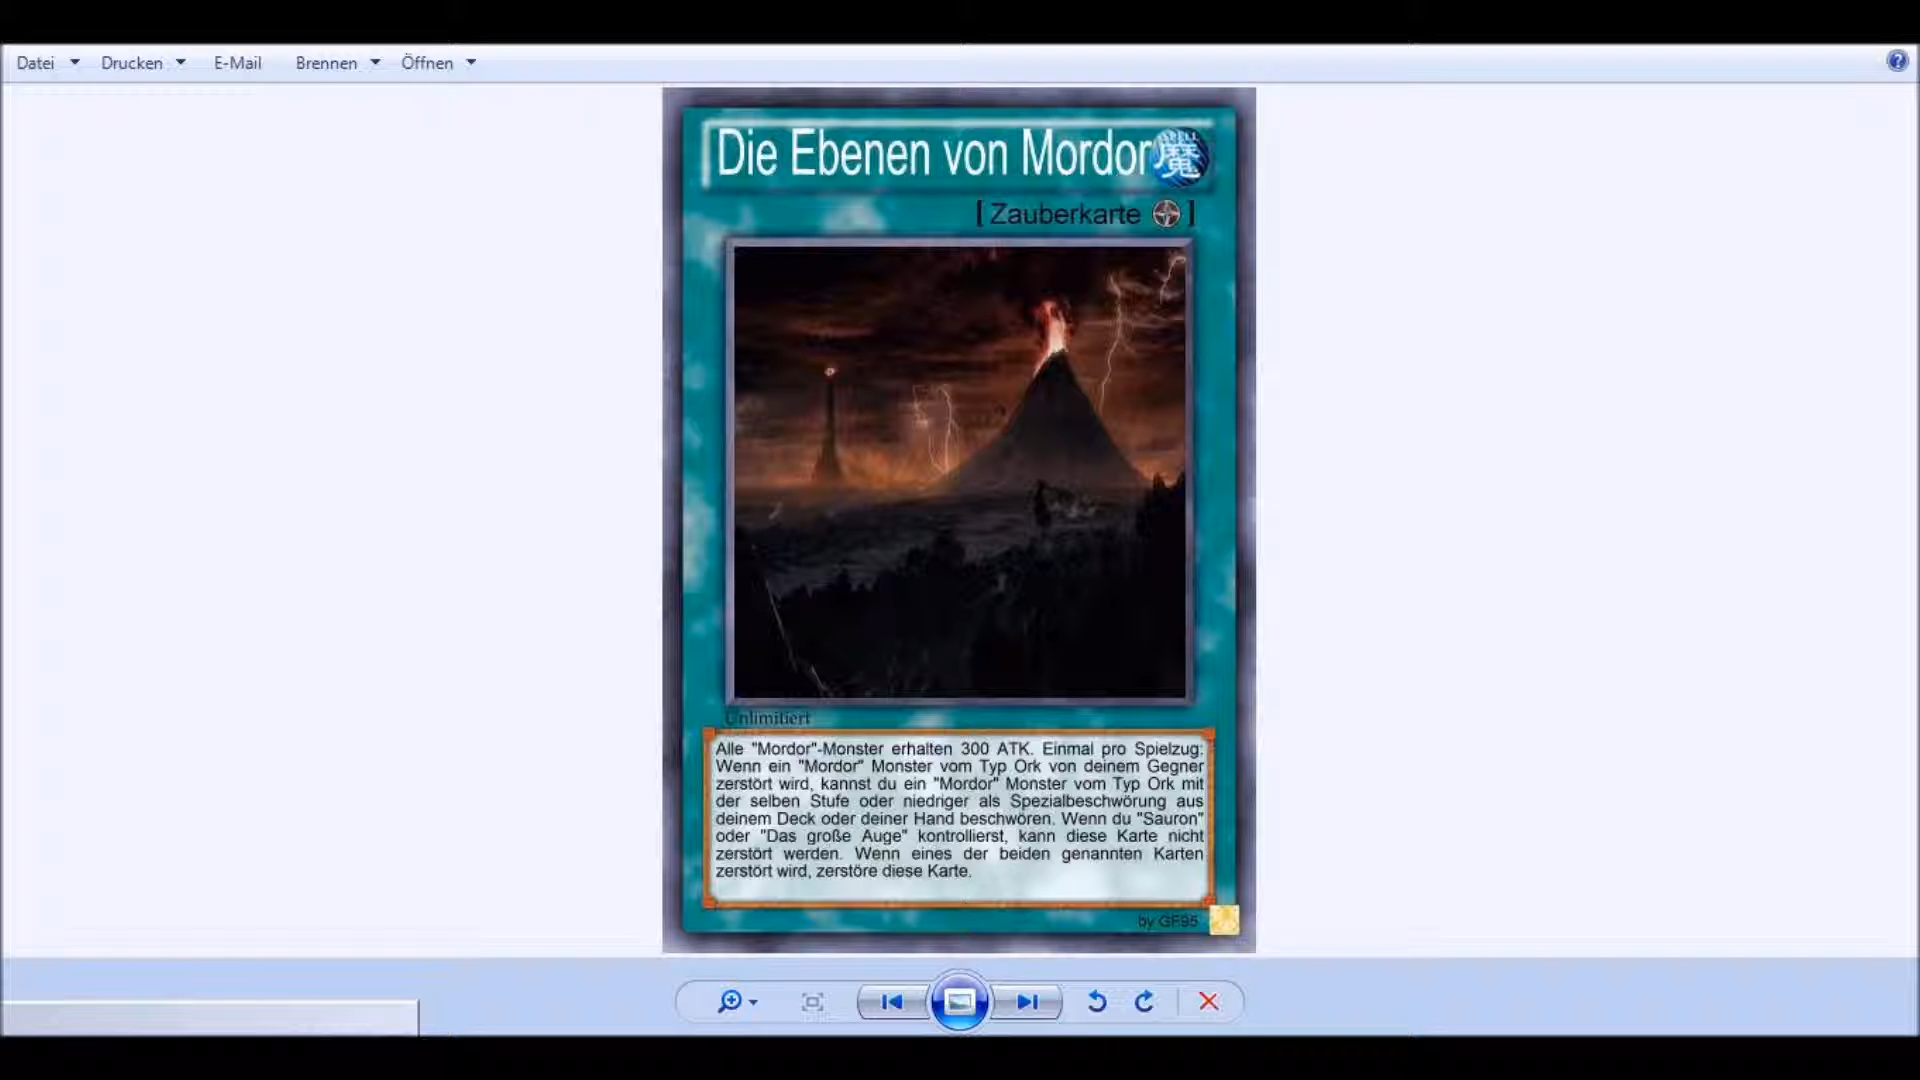 Datei Drucken E-Mail Brennen Öffnen
Die Ebenen von Mordor
SPELL
魔
[ Zauberkarte ]
Unlimitiert
Alle "Mordor"-Monster erhalten 300 ATK. Einmal pro Spielzug:
Wenn ein "Mordor" Monster vom Typ Ork von deinem Gegner
zerstört wird, kannst du ein "Mordor" Monster vom Typ Ork mit
der selben Stufe oder niedriger als Spezialbeschwörung aus
deinem Deck oder deiner Hand beschwören. Wenn du "Sauron"
oder "Das große Auge" kontrollierst, kann diese Karte nicht
zerstört werden. Wenn eines der beiden genannten Karten
zerstört wird, zerstöre diese Karte.
by GF95